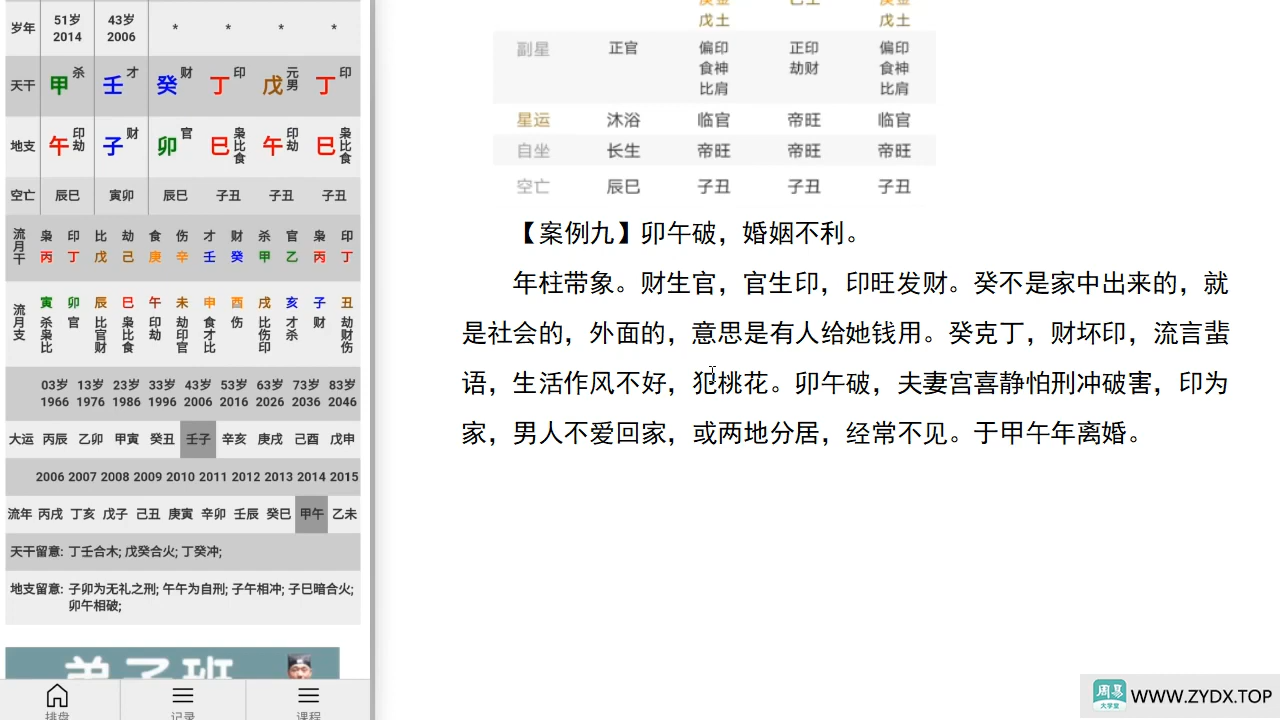 岁年 51岁 2014 43岁 2006 * * * *
天干 甲 杀 壬 才 癸 财 丁 印 戊 元男 丁 印
地支 午 印劫 子 财 卯 官 巳 枭比食 午 印劫 巳 枭比食
空亡 辰巳 寅卯 辰巳 子丑 子丑 子丑
流月干 枭 印 比 劫 食 伤 才 财 杀 官 枭 印
丙 丁 戊 己 庚 辛 壬 癸 甲 乙 丙 丁
流月支 寅 卯 辰 巳 午 未 申 酉 戌 亥 子 丑
杀枭比 官 比官财 枭比食 印劫 劫印官 食才比 伤 比伤印 才杀 财 劫财伤
03岁 13岁 23岁 33岁 43岁 53岁 63岁 73岁 83岁
1966 1976 1986 1996 2006 2016 2026 2036 2046
大运 丙辰 乙卯 甲寅 癸丑 壬子 辛亥 庚戌 己酉 戊申
2006 2007 2008 2009 2010 2011 2012 2013 2014 2015
流年 丙戌 丁亥 戊子 己丑 庚寅 辛卯 壬辰 癸巳 甲午 乙未
天干留意: 丁壬合木; 戊癸合火; 丁癸冲;
地支留意: 子卯为无礼之刑; 午午为自刑; 子午相冲; 子巳暗合火;
卯午相破;
弟子班
排盘 记录 课程
戊土 戊土
副星 正官 偏印 正印 偏印
食神 劫财 食神
比肩 比肩
星运 沐浴 临官 帝旺 临官
自坐 长生 帝旺 帝旺 帝旺
空亡 辰巳 子丑 子丑 子丑
【案例九】卯午破，婚姻不利。
年柱带象。财生官，官生印，印旺发财。癸不是家中出来的，就
是社会的，外面的，意思是有人给她钱用。癸克丁，财坏印，流言蜚
语，生活作风不好，犯桃花。卯午破，夫妻宫喜静怕刑冲破害，印为
家，男人不爱回家，或两地分居，经常不见。于甲午年离婚。
周易 大学堂 WWW.ZYDX.TOP